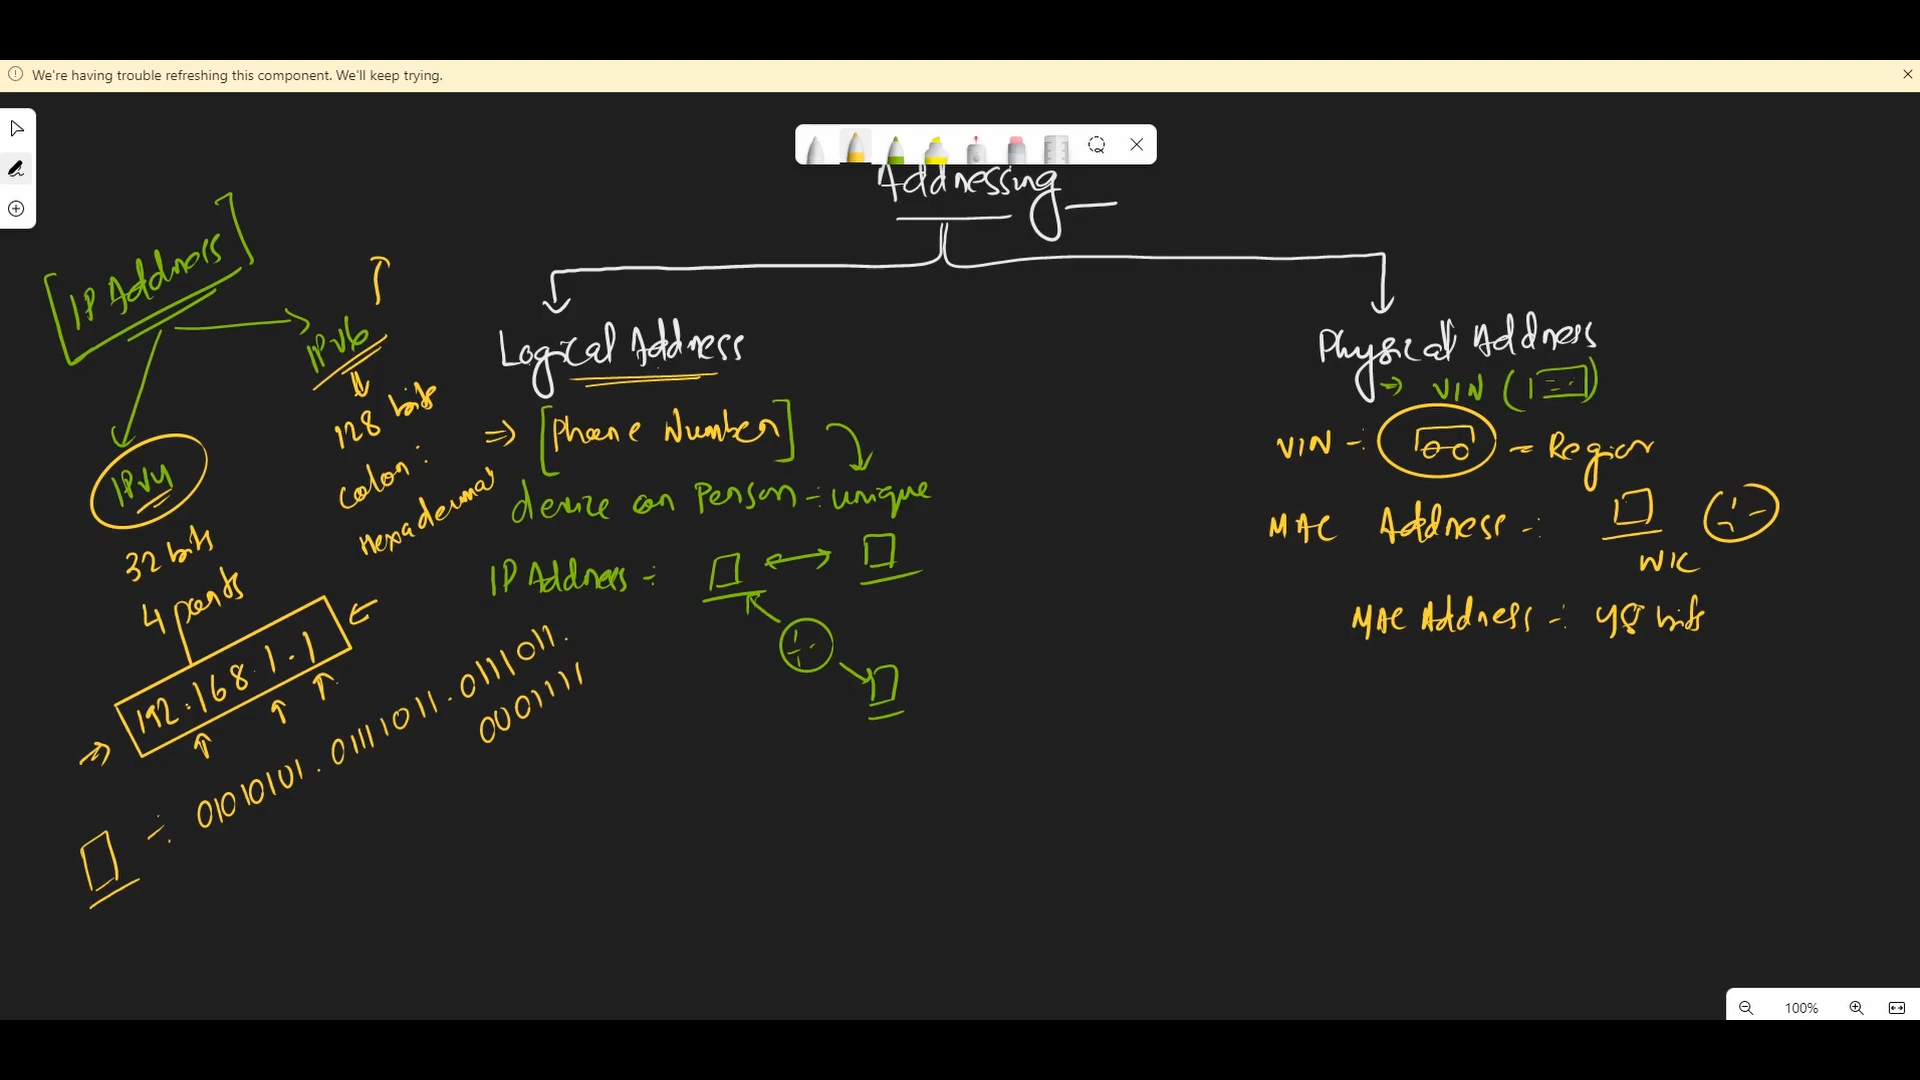 We're having trouble refreshing this component. We'll keep trying.
Addressing
[IP Address]
IPv6
128 bits
colon :
Hexadecimal
IPv4
32 bits
4 parts
192.168.1.1
01010101.01111011.0111011.
0001111
Logical Address
⇒ [Phone Number]
device or Person ÷ unique
IP Address ÷
Physical Address
→ VIN
VIN -: = Region
MAC Address -:
NIC
MAC Address -: 48 bits
100%